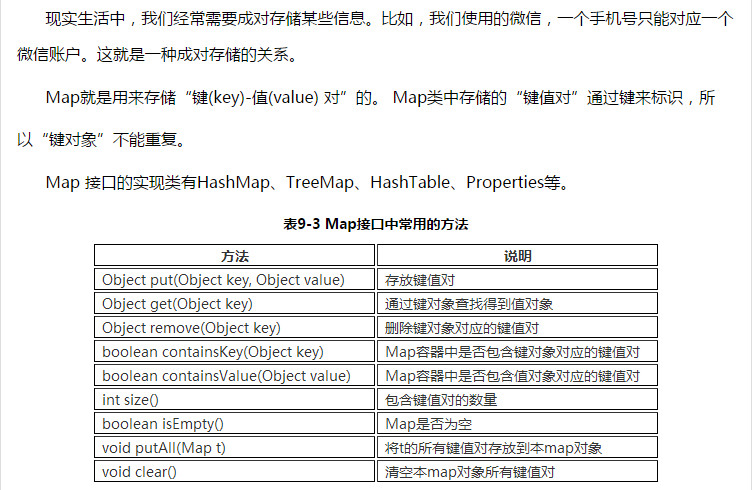 现实生活中，我们经常需要成对存储某些信息。比如，我们使用的微信，一个手机号只能对应一个
微信账户。这就是一种成对存储的关系。
Map就是用来存储“键(key)-值(value) 对”的。 Map类中存储的“键值对”通过键来标识，所
以“键对象”不能重复。
Map 接口的实现类有HashMap、TreeMap、HashTable、Properties等。
表9-3 Map接口中常用的方法
方法 说明
Object put(Object key, Object value) 存放键值对
Object get(Object key) 通过键对象查找得到值对象
Object remove(Object key) 删除键对象对应的键值对
boolean containsKey(Object key) Map容器中是否包含键对象对应的键值对
boolean containsValue(Object value) Map容器中是否包含值对象对应的键值对
int size() 包含键值对的数量
boolean isEmpty() Map是否为空
void putAll(Map t) 将t的所有键值对存放到本map对象
void clear() 清空本map对象所有键值对